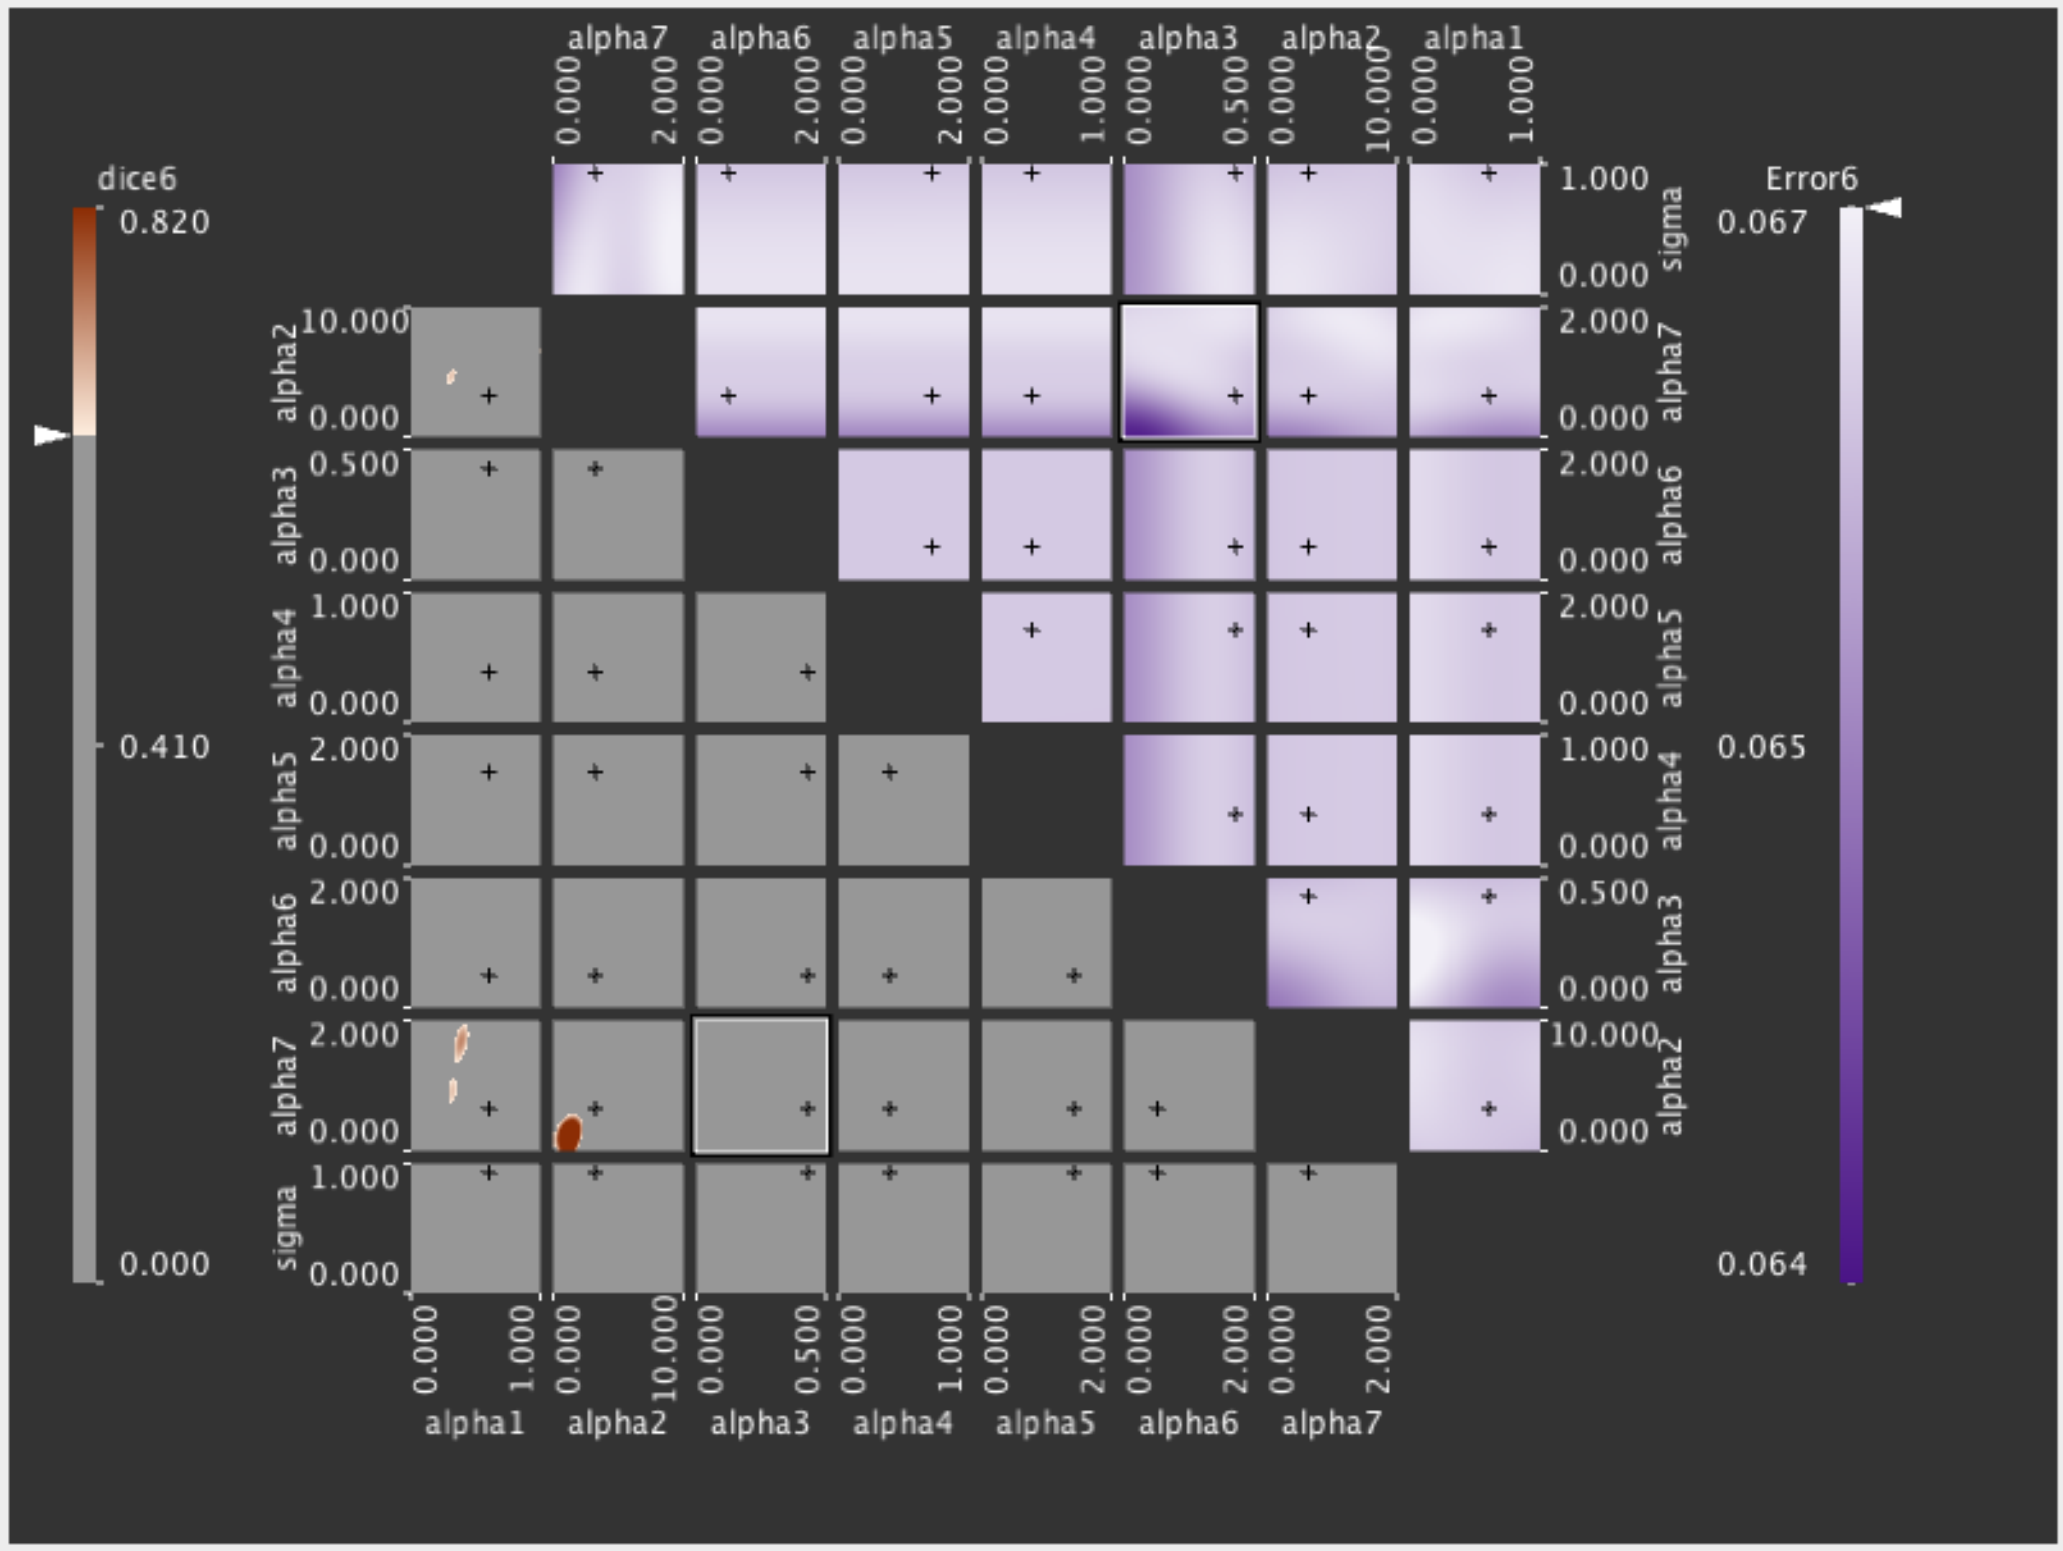 alpha7 alpha6 alpha5 alpha4 alpha3 alpha2 alpha1
0.000 2.000 0.000 2.000 0.000 2.000 0.000 1.000 0.000 0.500 0.000 10.000 0.000 1.000
dice6
0.820
0.410
0.000
alpha2 10.000 0.000
alpha3 0.500 0.000
alpha4 1.000 0.000
alpha5 2.000 0.000
alpha6 2.000 0.000
alpha7 2.000 0.000
sigma 1.000 0.000
1.000 0.000 sigma
2.000 0.000 alpha7
2.000 0.000 alpha6
2.000 0.000 alpha5
1.000 0.000 alpha4
0.500 0.000 alpha3
10.000 0.000 alpha2
Error6
0.067
0.065
0.064
0.000 1.000 0.000 10.000 0.000 0.500 0.000 1.000 0.000 2.000 0.000 2.000 0.000 2.000
alpha1 alpha2 alpha3 alpha4 alpha5 alpha6 alpha7